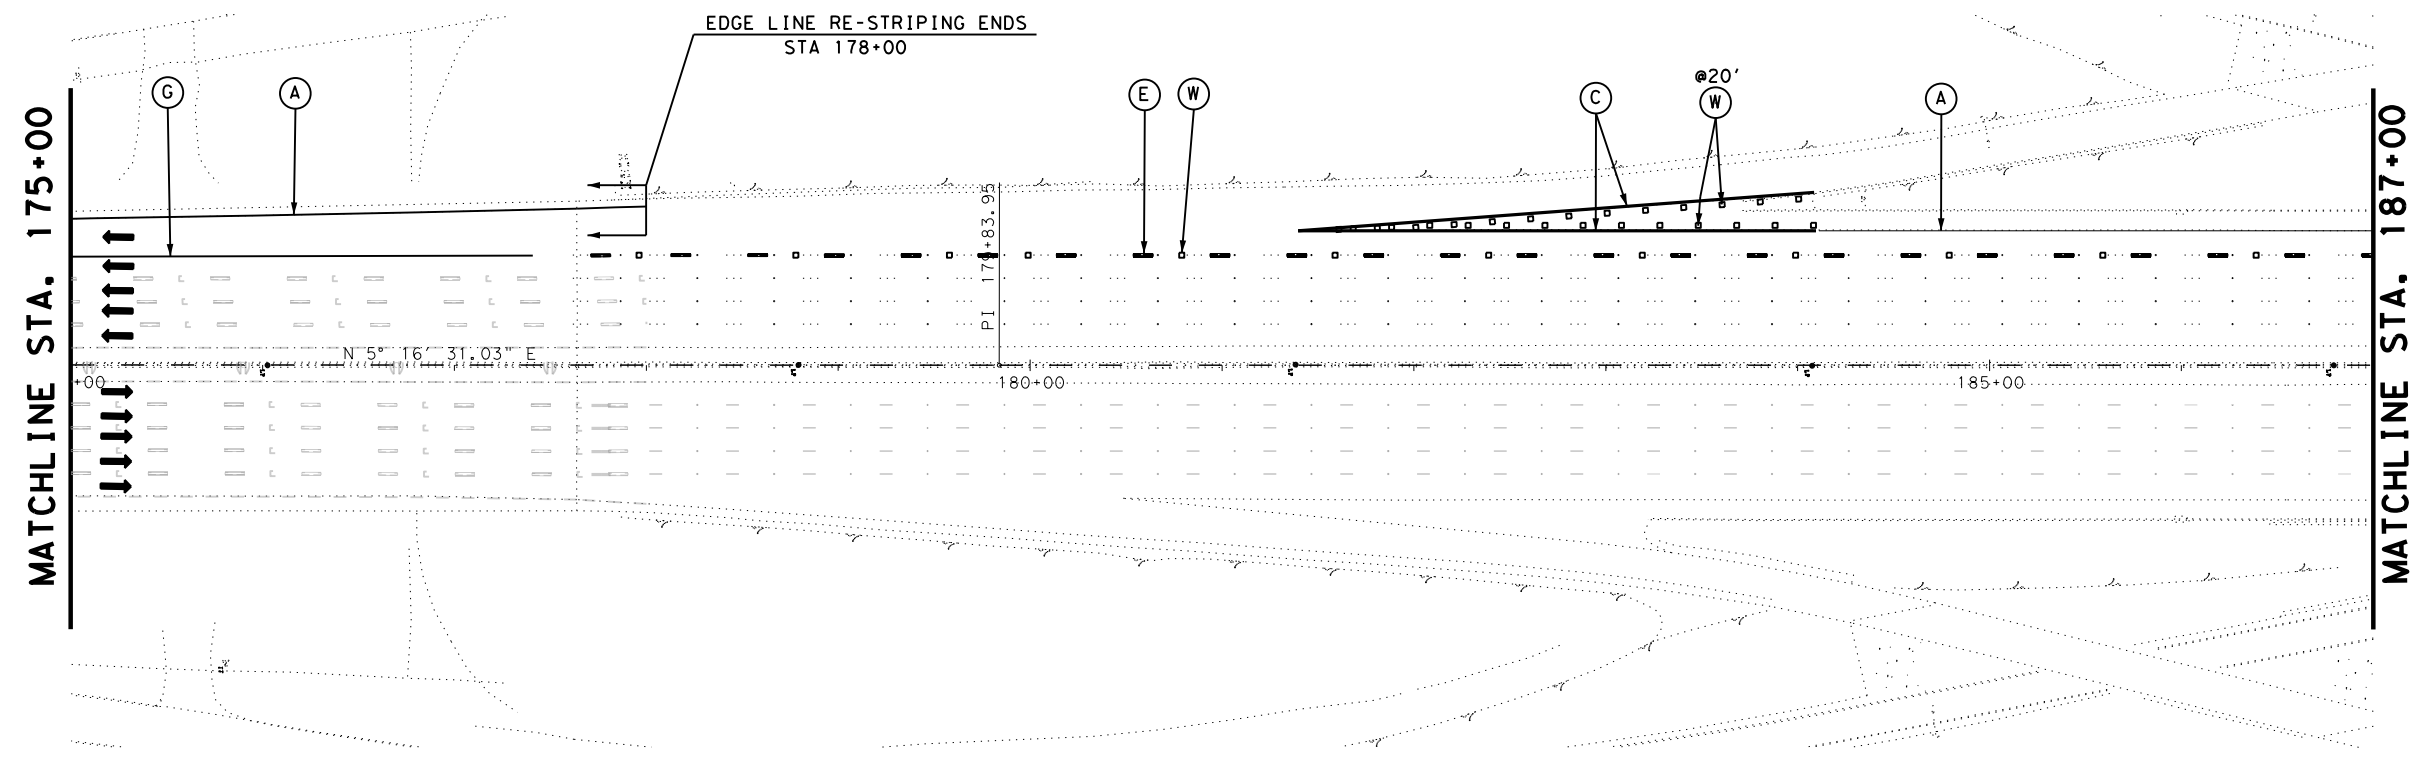 EDGE LINE RE-STRIPING ENDS
STA 178+00
@20'
G
A
E
W
C
W
A
MATCHLINE STA. 175+00
MATCHLINE STA. 187+00
PI 179+83.95
N 5° 16' 31.03" E
+00
180+00
185+00